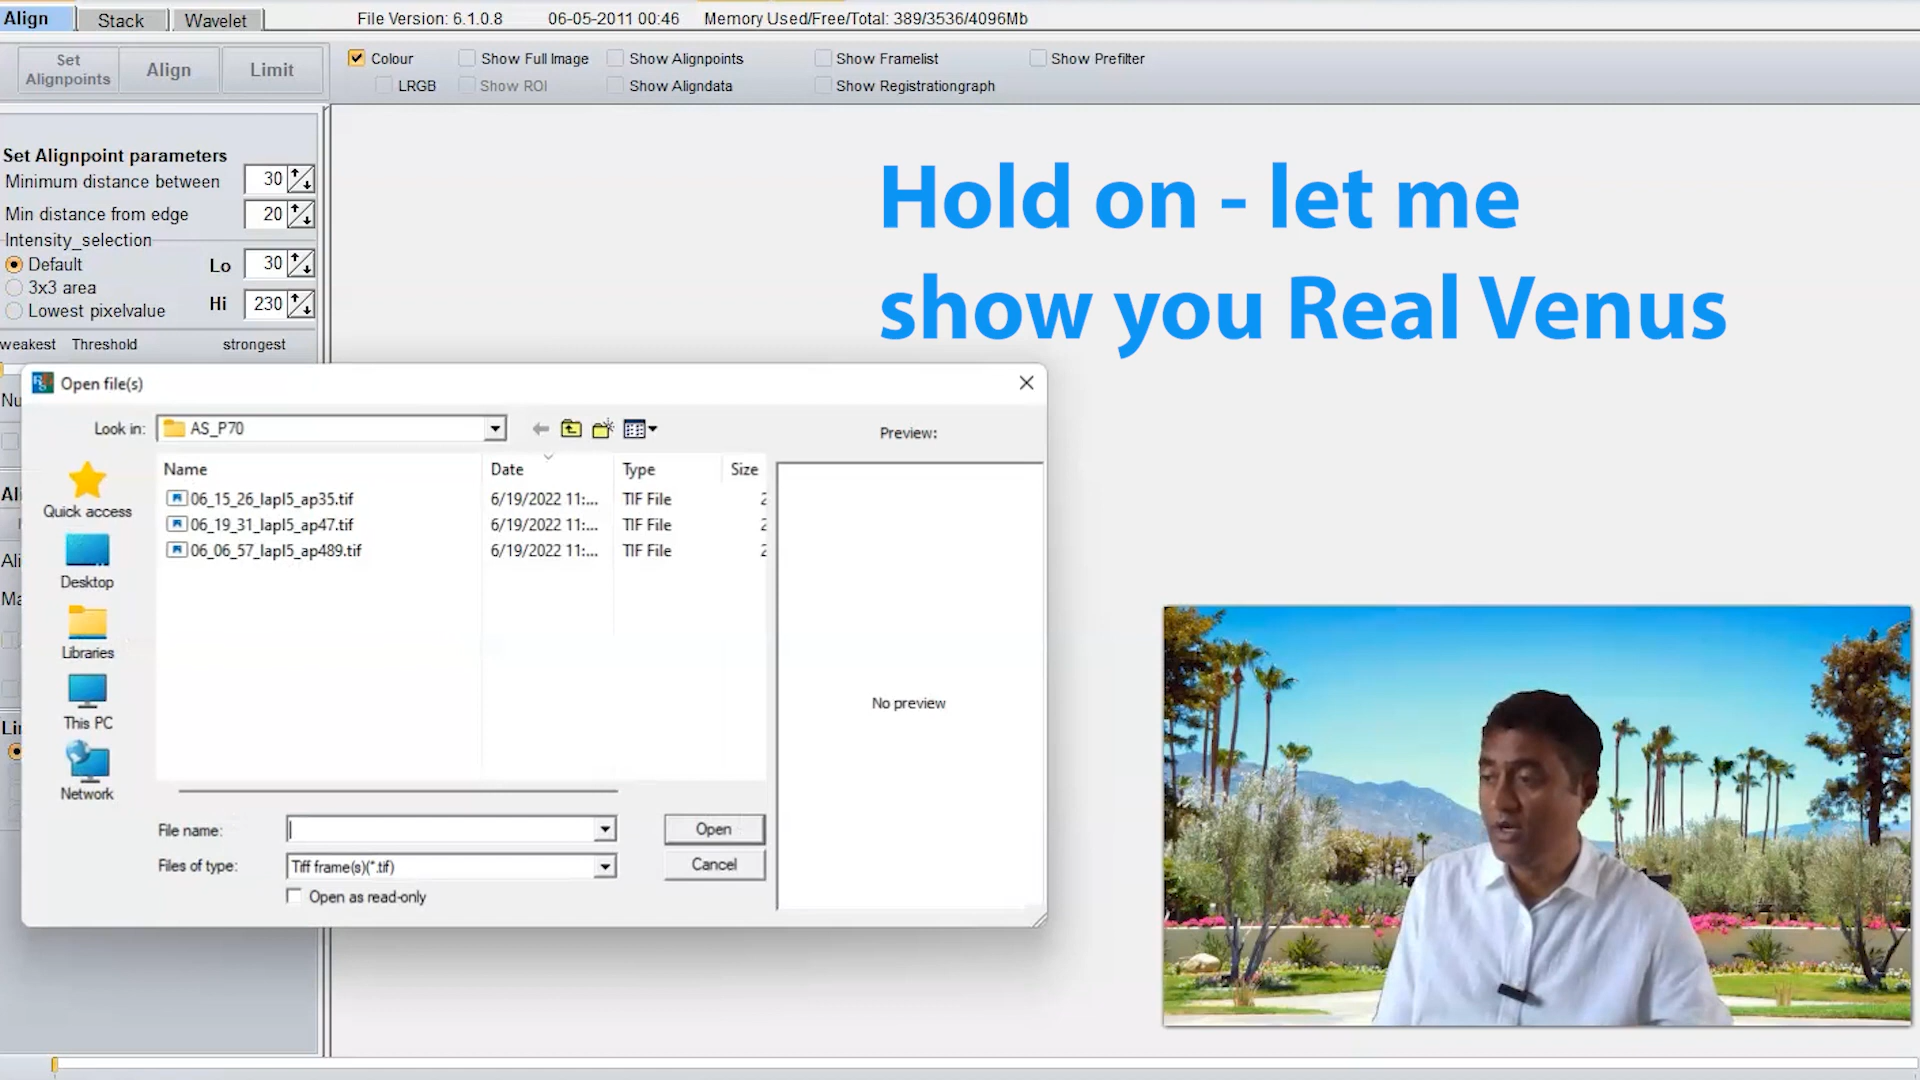 Align
Stack
Wavelet
File Version: 6.1.0.8
06-05-2011 00:46
Memory Used/Free/Total: 389/3536/4096Mb
Set
Alignpoints
Align
Limit
Colour
Show Full Image
Show Alignpoints
Show Framelist
Show Prefilter
LRGB
Show ROI
Show Aligndata
Show Registrationgraph
Set Alignpoint parameters
Minimum distance between
30
Min distance from edge
20
Intensity_selection
Default
Lo
30
3x3 area
Hi
230
Lowest pixelvalue
weakest
Threshold
strongest
Hold on - let me
show you Real Venus
Open file(s)
Look in:
AS_P70
Preview:
Name
Date
Type
Size
06_15_26_lapl5_ap35.tif
6/19/2022 11:...
TIF File
2
06_19_31_lapl5_ap47.tif
6/19/2022 11:...
TIF File
2
06_06_57_lapl5_ap489.tif
6/19/2022 11:...
TIF File
2
Quick access
Desktop
Libraries
This PC
Network
No preview
File name:
Open
Files of type:
Tiff frame(s)(*.tif)
Cancel
Open as read-only